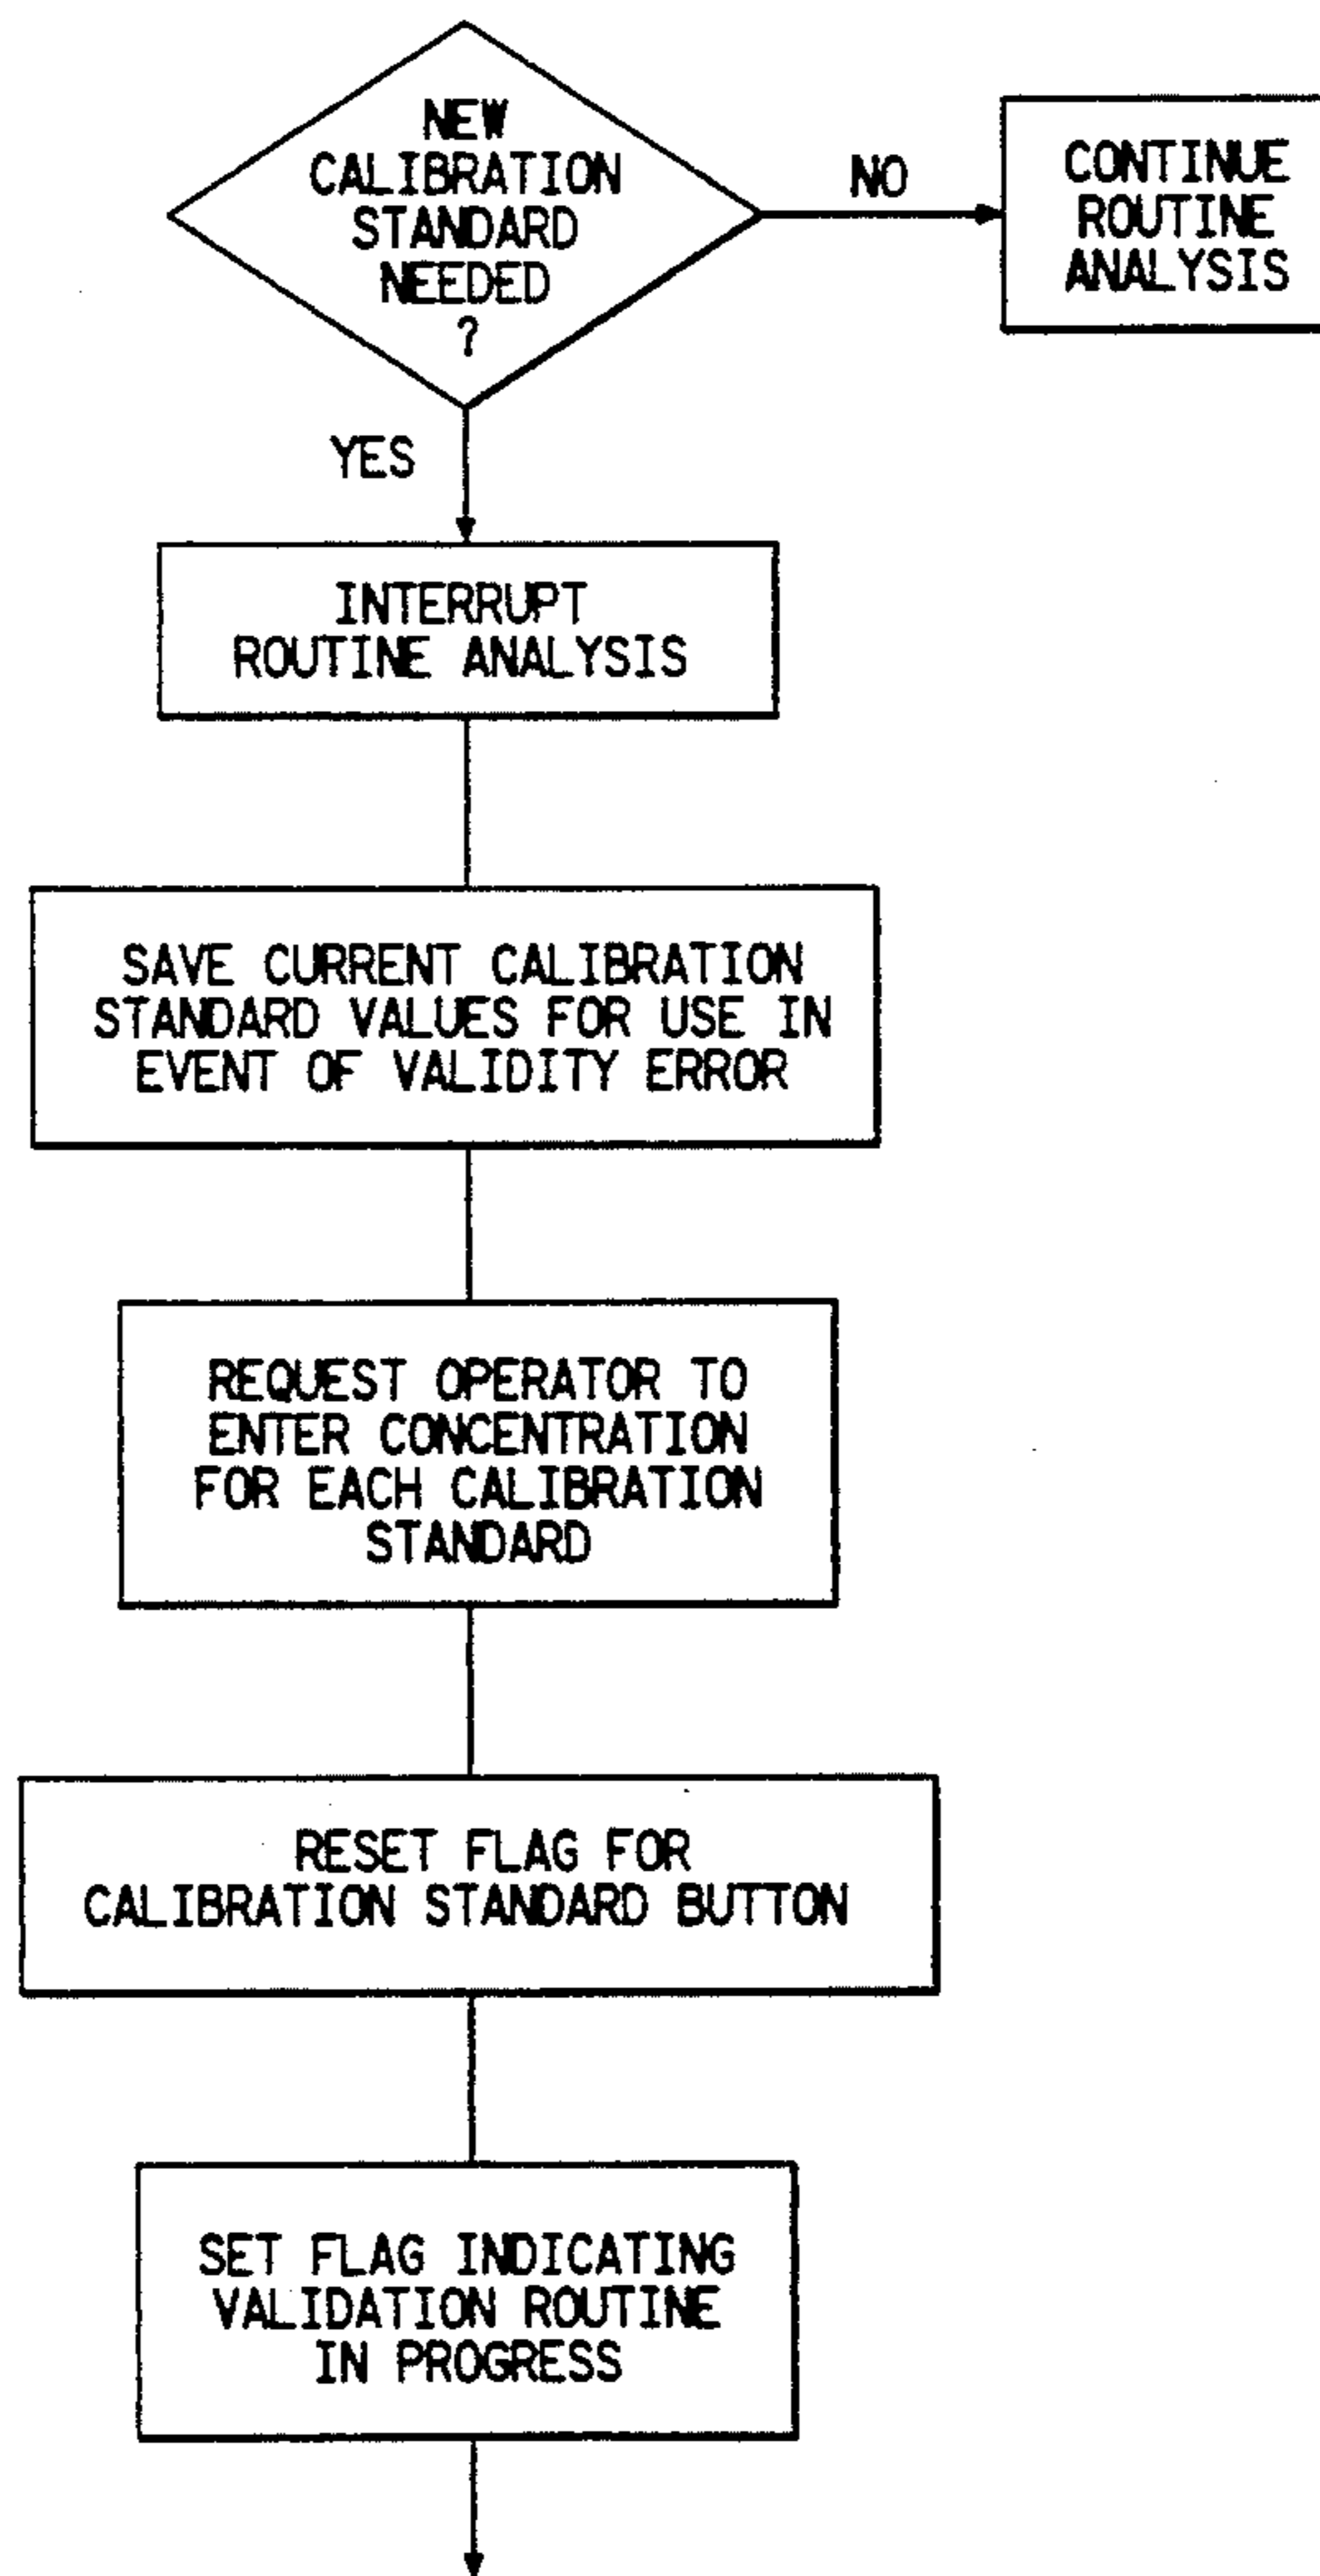 NEW
CALIBRATION
STANDARD
NEEDED
?
NO
CONTINUE
ROUTINE
ANALYSIS
YES
INTERRUPT
ROUTINE ANALYSIS
SAVE CURRENT CALIBRATION
STANDARD VALUES FOR USE IN
EVENT OF VALIDITY ERROR
REQUEST OPERATOR TO
ENTER CONCENTRATION
FOR EACH CALIBRATION
STANDARD
RESET FLAG FOR
CALIBRATION STANDARD BUTTON
SET FLAG INDICATING
VALIDATION ROUTINE
IN PROGRESS